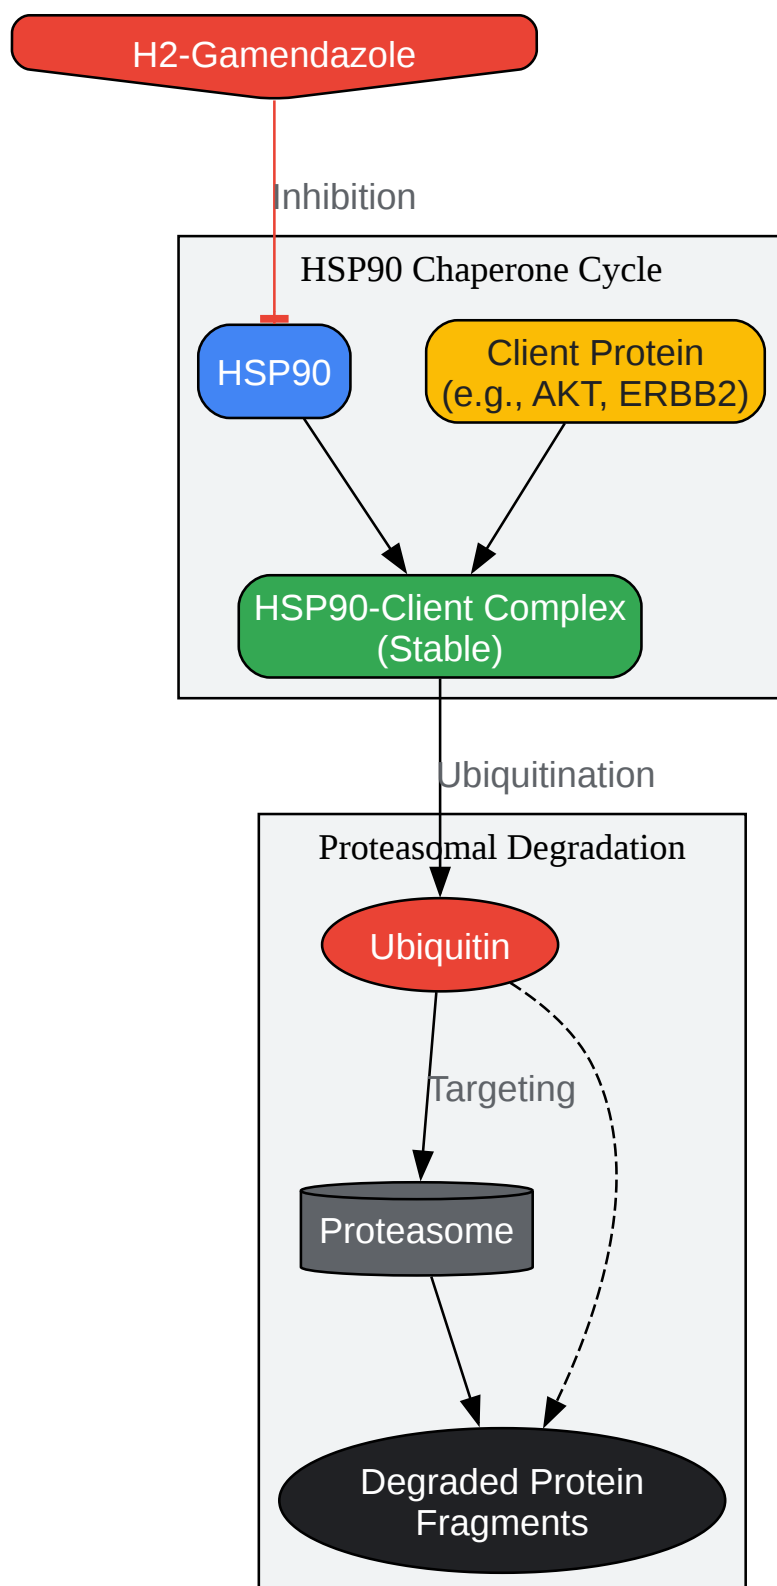 H2-Gamendazole
Inhibition
HSP90 Chaperone Cycle
HSP90
Client Protein
(e.g., AKT, ERBB2)
HSP90-Client Complex
(Stable)
Ubiquitination
Proteasomal Degradation
Ubiquitin
Targeting
Proteasome
Degraded Protein
Fragments